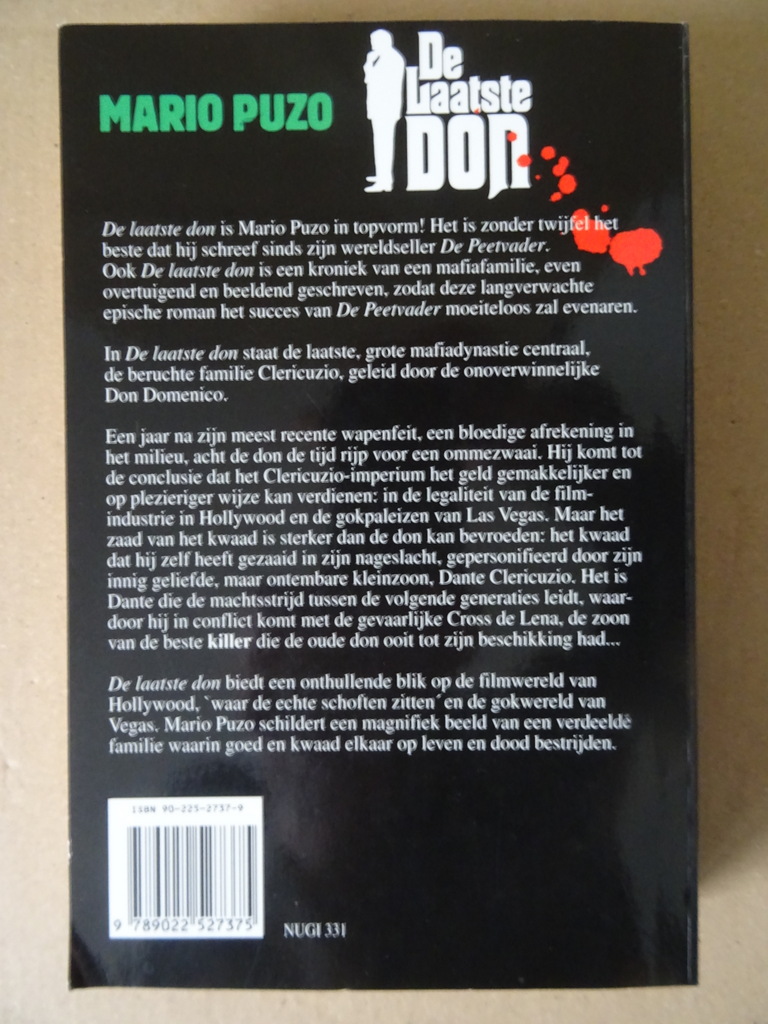 MARIO PUZO
De
Laatste
DON
De laatste don is Mario Puzo in topvorm! Het is zonder twijfel het
beste dat hij schreef sinds zijn wereldseller De Peetvader.
Ook De laatste don is een kroniek van een mafiafamilie, even
overtuigend en beeldend geschreven, zodat deze langverwachte
epische roman het succes van De Peetvader moeiteloos zal evenaren.
In De laatste don staat de laatste, grote mafiadynastie centraal,
de beruchte familie Clericuzio, geleid door de onoverwinnelijke
Don Domenico.
Een jaar na zijn meest recente wapenfeit, een bloedige afrekening in
het milieu, acht de don de tijd rijp voor een ommezwaai. Hij komt tot
de conclusie dat het Clericuzio-imperium het geld gemakkelijker en
op plezieriger wijze kan verdienen: in de legaliteit van de film-
industrie in Hollywood en de gokpaleizen van Las Vegas. Maar het
zaad van het kwaad is sterker dan de don kan bevroeden: het kwaad
dat hij zelf heeft gezaaid in zijn nageslacht, gepersonifieerd door zijn
innig geliefde, maar ontembare kleinzoon, Dante Clericuzio. Het is
Dante die de machtsstrijd tussen de volgende generaties leidt, waar-
door hij in conflict komt met de gevaarlijke Cross de Lena, de zoon
van de beste killer die de oude don ooit tot zijn beschikking had...
De laatste don biedt een onthullende blik op de filmwereld van
Hollywood, `waar de echte schoften zitten´ en de gokwereld van
Vegas. Mario Puzo schildert een magnifiek beeld van een verdeelde
familie waarin goed en kwaad elkaar op leven en dood bestrijden.
ISBN 90-225-2737-9
9 789022 527375
NUGI 331